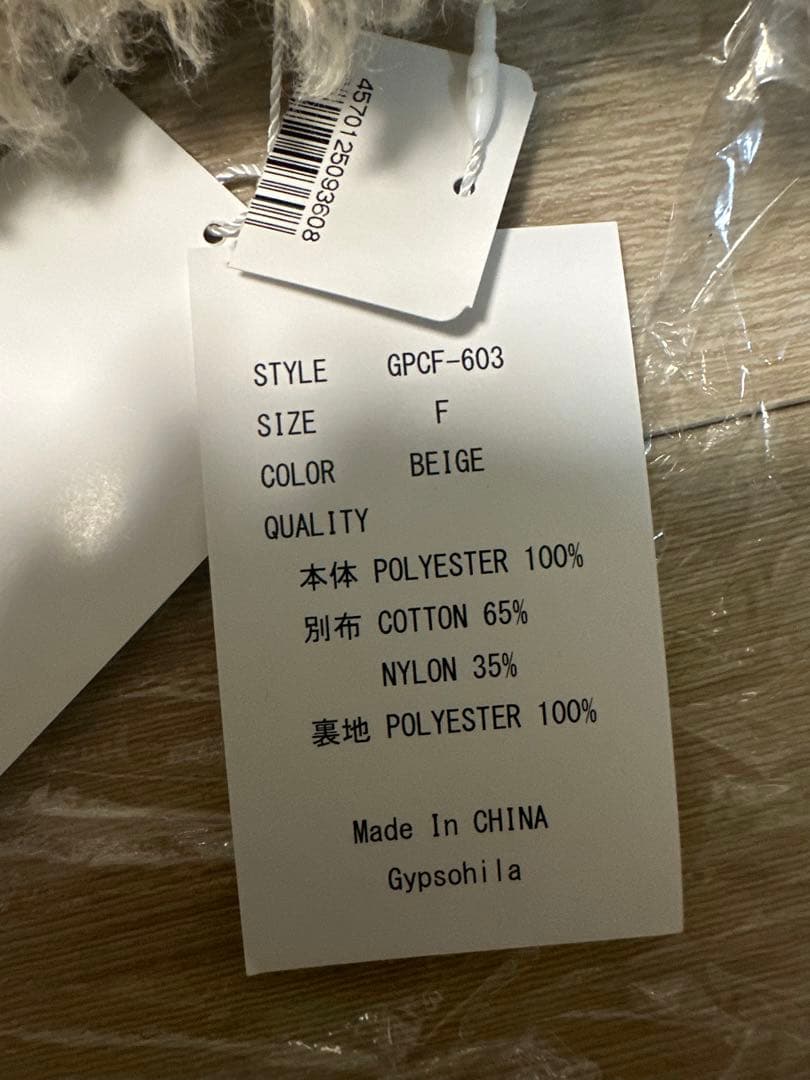 4570125093608
STYLE GPCF-603
SIZE F
COLOR BEIGE
QUALITY
本体 POLYESTER 100%
別布 COTTON 65%
NYLON 35%
裏地 POLYESTER 100%
Made In CHINA
Gypsohila